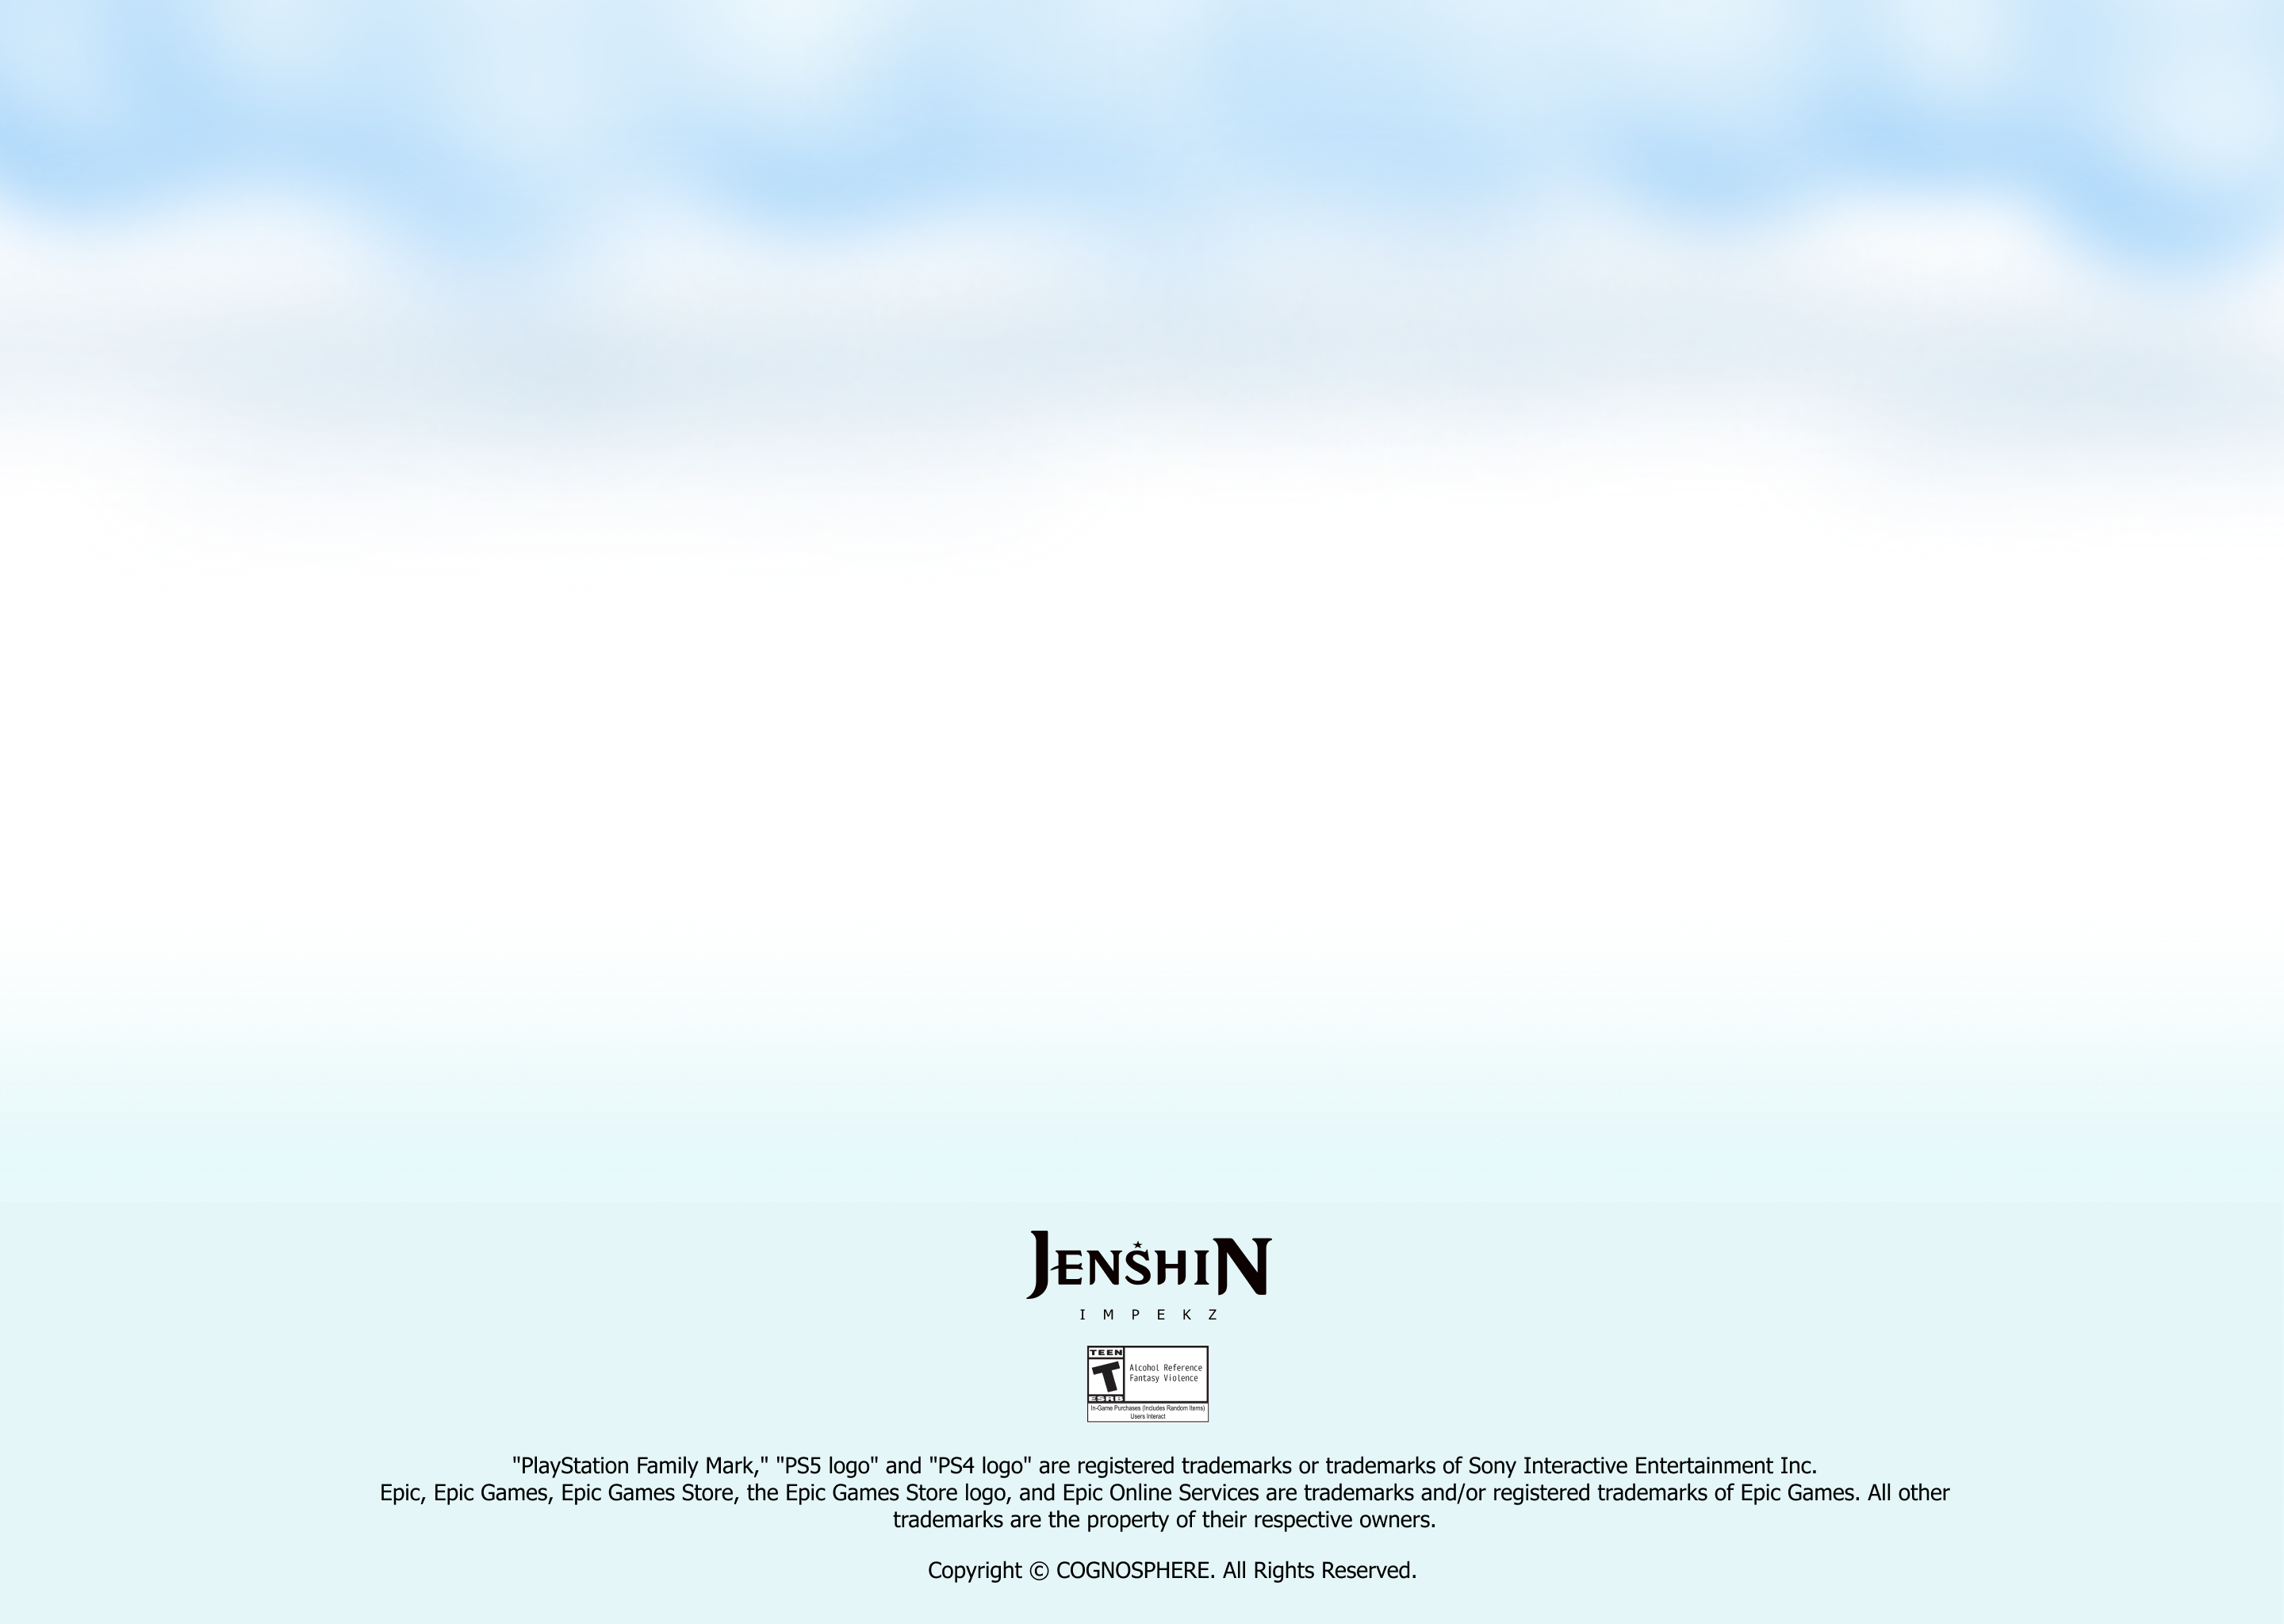 JENSHIN
IMPEKZ
TEEN
T
ESRB
Alcohol Reference
Fantasy Violence
In-Game Purchases (Includes Random Items)
Users Interact
"PlayStation Family Mark," "PS5 logo" and "PS4 logo" are registered trademarks or trademarks of Sony Interactive Entertainment Inc.
Epic, Epic Games, Epic Games Store, the Epic Games Store logo, and Epic Online Services are trademarks and/or registered trademarks of Epic Games. All other
trademarks are the property of their respective owners.
Copyright © COGNOSPHERE. All Rights Reserved.